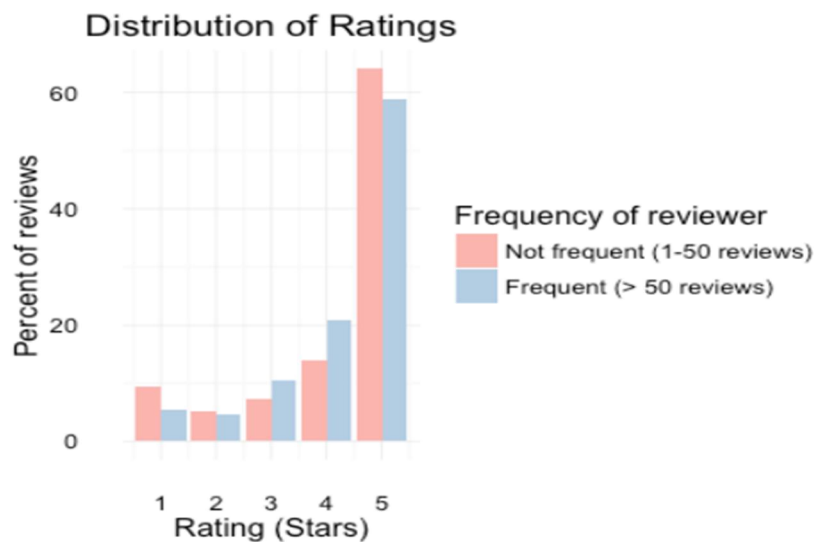 Distribution of Ratings
60
40
20
0
Percent of reviews
1 2 3 4 5
Rating (Stars)
Frequency of reviewer
Not frequent (1-50 reviews)
Frequent (> 50 reviews)